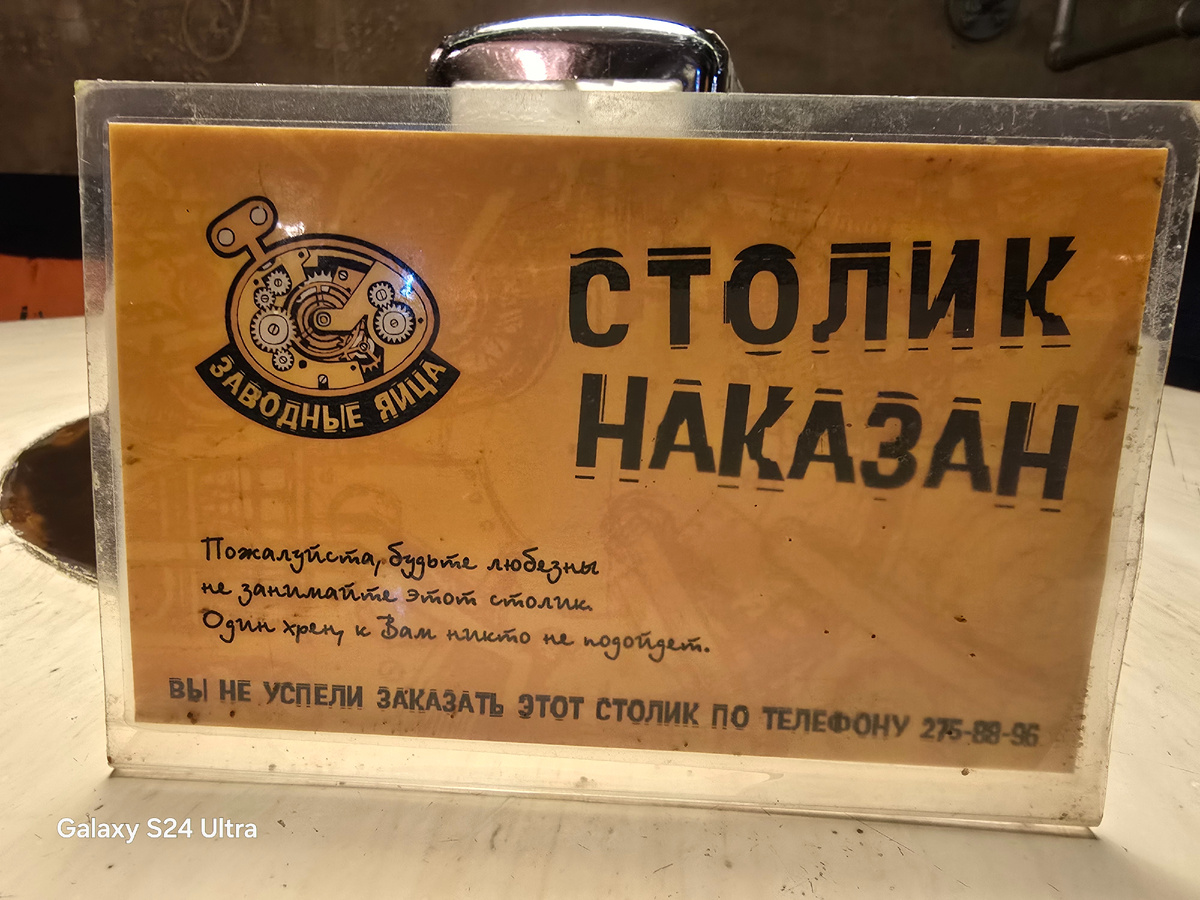 ЗАВОДНЫЕ ЯЙЦА
СТОЛИК
НАКАЗАН
Пожалуйста, будьте любезны
не занимайте этот столик.
Один хрен, к Вам никто не подойдет.
ВЫ НЕ УСПЕЛИ ЗАКАЗАТЬ ЭТОТ СТОЛИК ПО ТЕЛЕФОНУ 275-88-96
Galaxy S24 Ultra